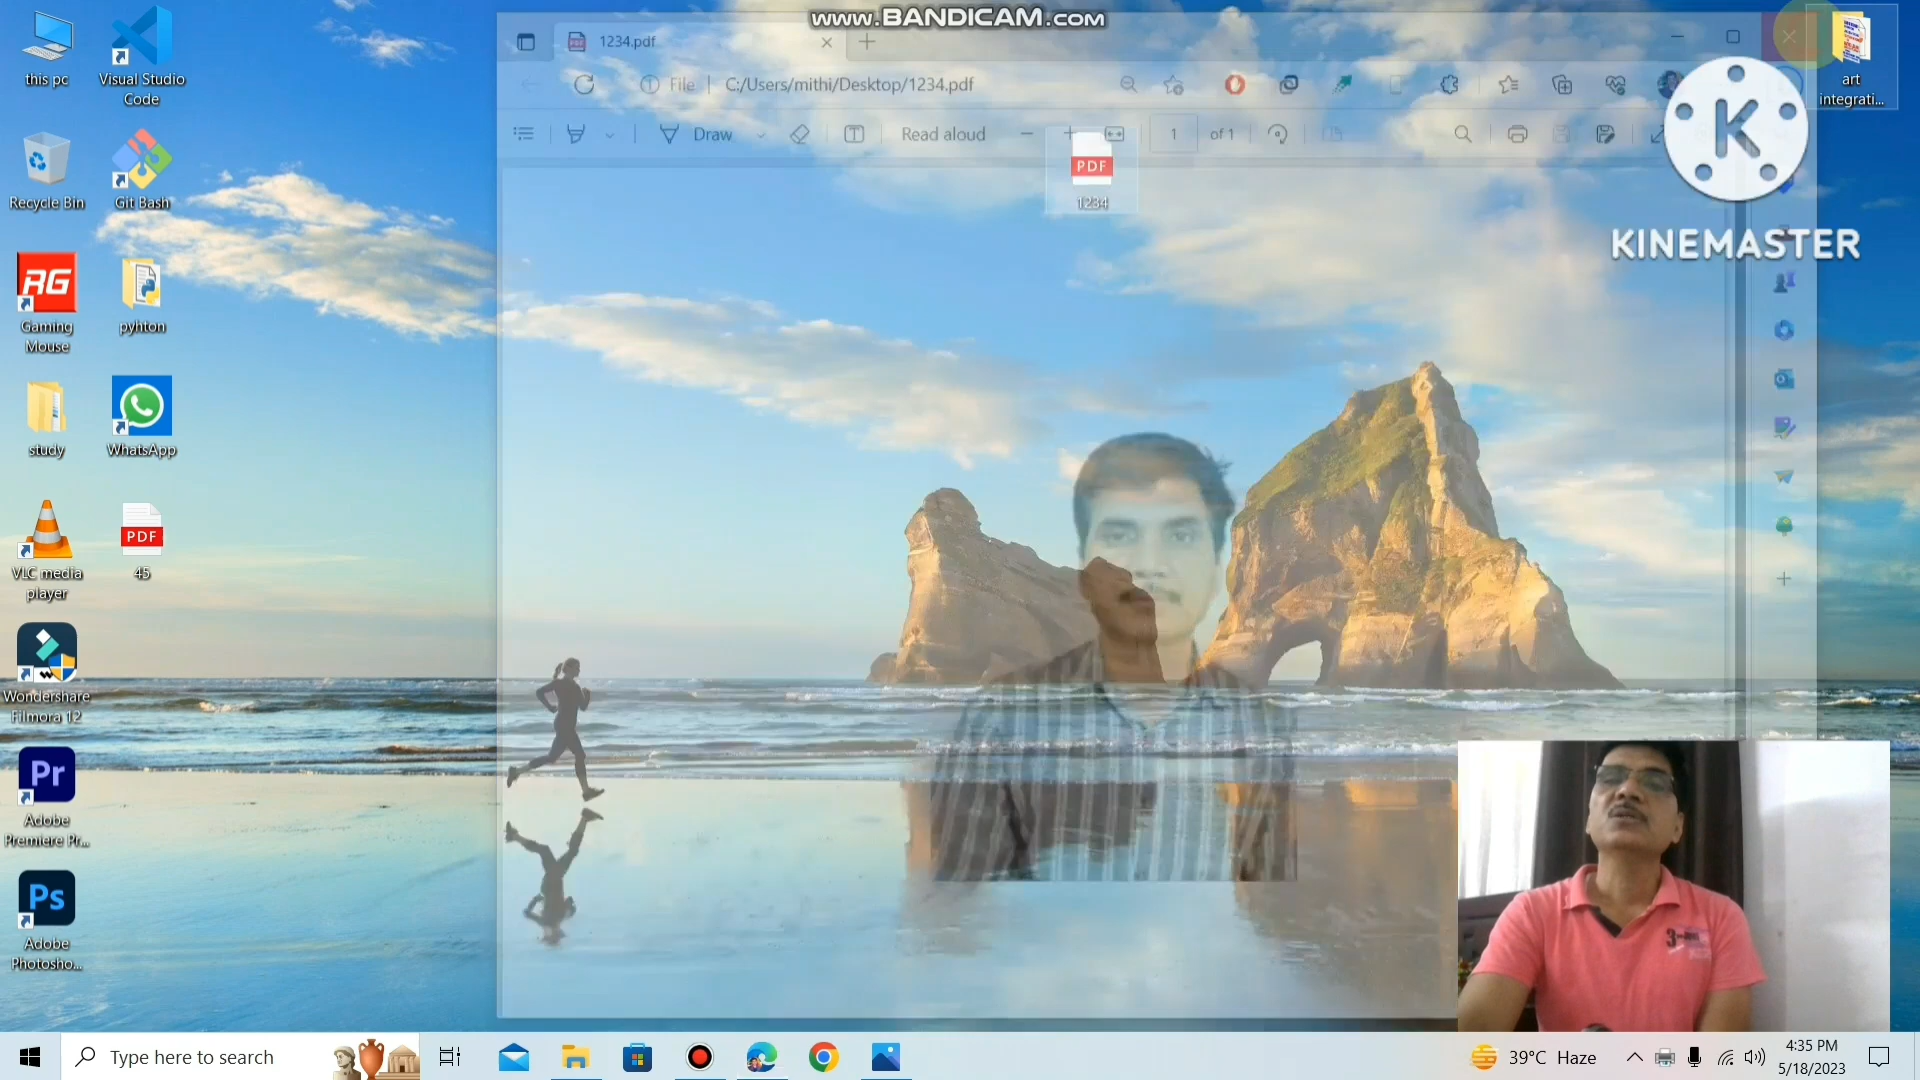 www.BANDICAM.com
1234.pdf
File
C:/Users/mithi/Desktop/1234.pdf
Draw
Read aloud
1
of 1
PDF
1234
art
integrati...
K
KINEMASTER
this pc
Visual Studio
Code
Recycle Bin
Git Bash
RG
Gaming
Mouse
pyhton
study
WhatsApp
VLC media
player
PDF
45
Wondershare
Filmora 12
Pr
Adobe
Premiere Pr...
Ps
Adobe
Photosho...
Type here to search
39°C Haze
4:35 PM
5/18/2023